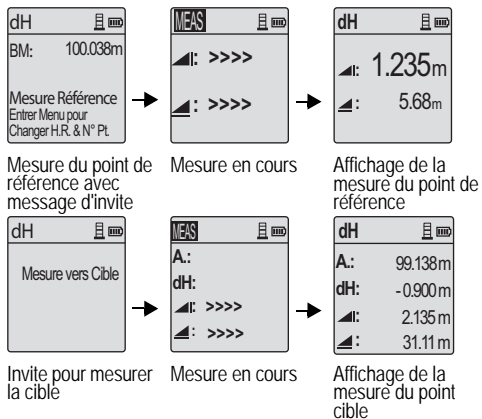 dH
BM: 100.038m
Mesure Référence
Entrer Menu pour
Changer H.R. & N° Pt.
Mesure du point de
référence avec
message d'invite
MEAS
: >>>>
: >>>>
Mesure en cours
dH
: 1.235m
: 5.68m
Affichage de la
mesure du point de
référence
dH
Mesure vers Cible
Invite pour mesurer
la cible
MEAS
A.:
dH:
: >>>>
: >>>>
Mesure en cours
dH
A.: 99.138m
dH: -0.900m
: 2.135m
: 31.11m
Affichage de la
mesure du point
cible